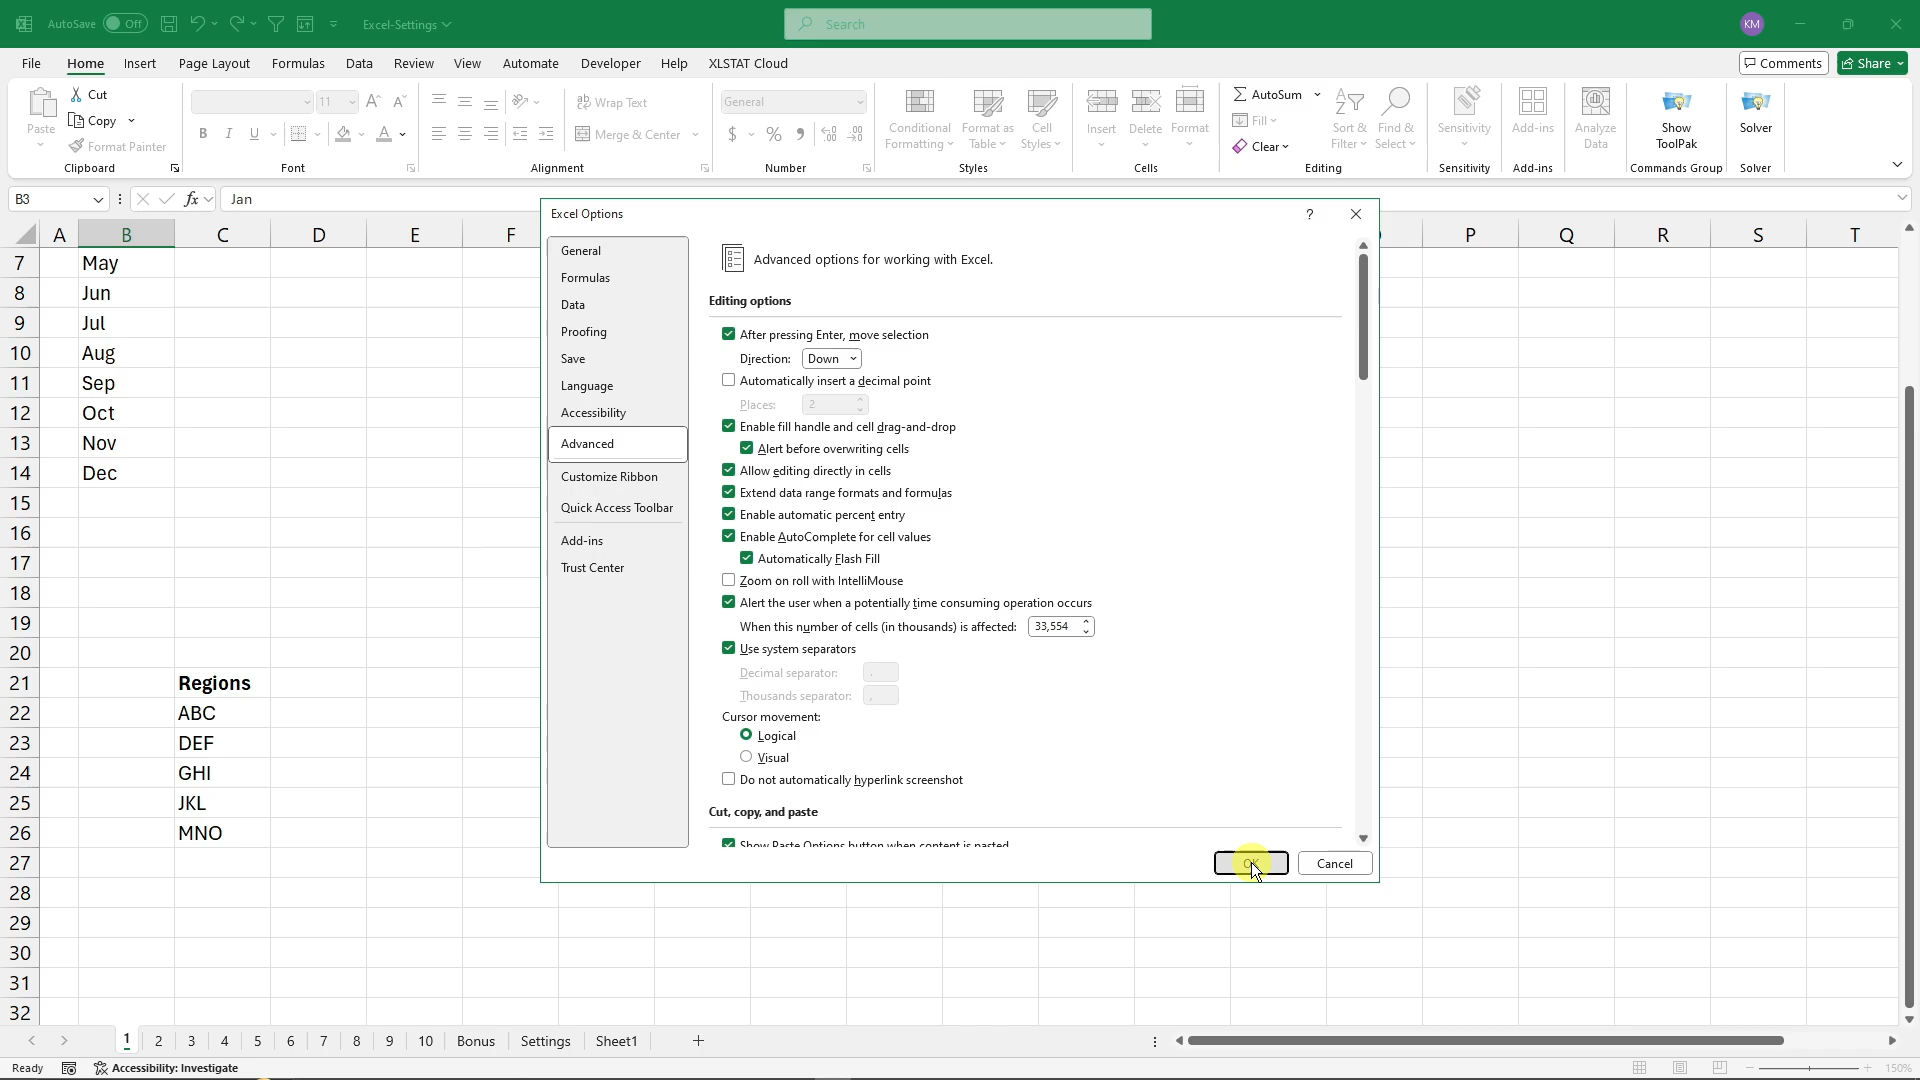 AutoSave Off Excel-Settings Search KM
File Home Insert Page Layout Formulas Data Review View Automate Developer Help XLSTAT Cloud Comments Share
Paste Cut Copy Format Painter Clipboard
11 B I U Font
Wrap Text Merge & Center Alignment
General $ % Number
Conditional Formatting Format as Table Cell Styles Styles
Insert Delete Format Cells
AutoSum Fill Clear Sort & Filter Find & Select Editing
Sensitivity Sensitivity
Add-ins Add-ins
Analyze Data
Show ToolPak Commands Group
Solver Solver
B3 fx Jan
A B C D E F P Q R S T
7 May
8 Jun
9 Jul
10 Aug
11 Sep
12 Oct
13 Nov
14 Dec
15
16
17
18
19
20
21 Regions
22 ABC
23 DEF
24 GHI
25 JKL
26 MNO
27
28
29
30
31
32
Excel Options ?
General
Formulas
Data
Proofing
Save
Language
Accessibility
Advanced
Customize Ribbon
Quick Access Toolbar
Add-ins
Trust Center
Advanced options for working with Excel.
Editing options
After pressing Enter, move selection
Direction: Down
Automatically insert a decimal point
Places: 2
Enable fill handle and cell drag-and-drop
Alert before overwriting cells
Allow editing directly in cells
Extend data range formats and formulas
Enable automatic percent entry
Enable AutoComplete for cell values
Automatically Flash Fill
Zoom on roll with IntelliMouse
Alert the user when a potentially time consuming operation occurs
When this number of cells (in thousands) is affected: 33,554
Use system separators
Decimal separator: .
Thousands separator: ,
Cursor movement:
Logical
Visual
Do not automatically hyperlink screenshot
Cut, copy, and paste
Show Paste Options button when content is pasted
OK Cancel
1 2 3 4 5 6 7 8 9 10 Bonus Settings Sheet1
Ready Accessibility: Investigate 150%